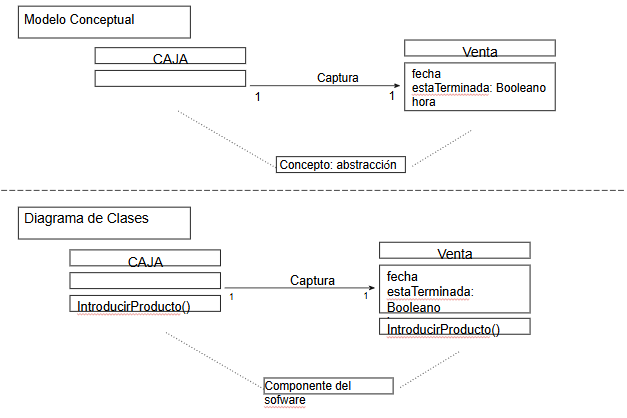 Modelo Conceptual
CAJA
Venta
fecha
estaTerminada: Booleano
hora
Captura
1
1
Concepto: abstracción
Diagrama de Clases
CAJA
IntroducirProducto()
Venta
fecha
estaTerminada:
Booleano
IntroducirProducto()
Captura
1
1
Componente del
sofware